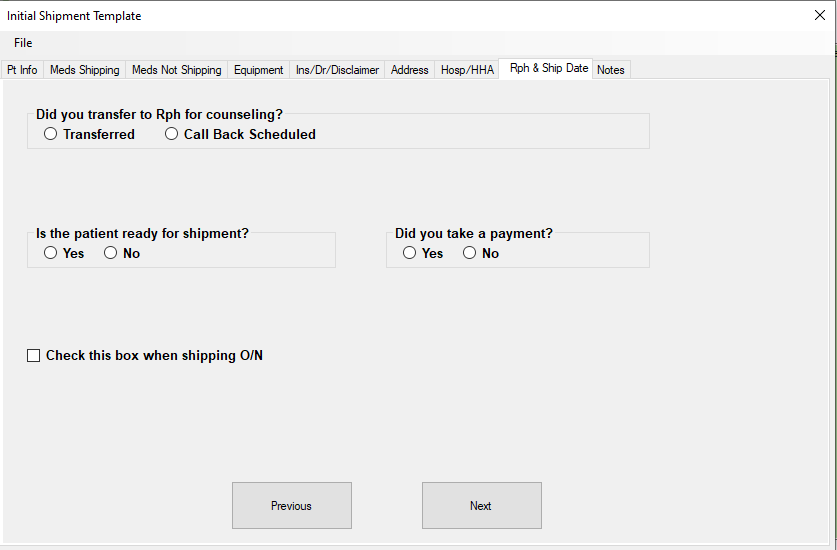 Initial Shipment Template
File
Pt Info Meds Shipping Meds Not Shipping Equipment Ins/Dr/Disclaimer Address Hosp/HHA Rph & Ship Date Notes
Did you transfer to Rph for counseling?
Transferred Call Back Scheduled
Is the patient ready for shipment? Did you take a payment?
Yes No Yes No
Check this box when shipping O/N
Previous Next